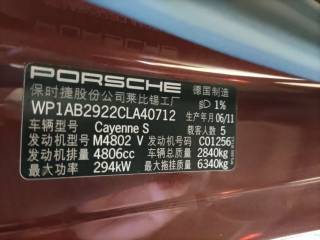 PORSCHE 德国制造
保时捷股份公司莱比锡工厂 1%
WP1AB2922CLA40712 生产年月 06/11
车辆型号 Cayenne S 载客人数 5
发动机型号 M4802 V 发动机号码 C01256
发动机排量 4806cc 车辆总质量 2840kg
最大功率 294kW 最大拖挂质量 6340kg